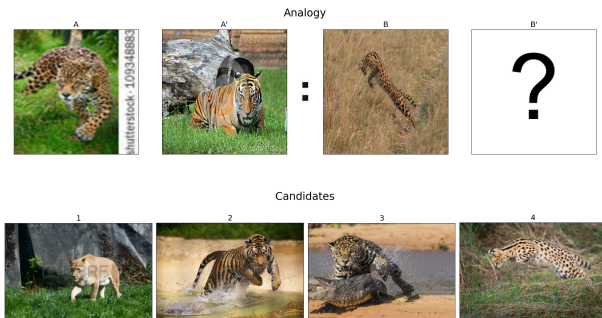 Analogy
A
A'
B
B'
shutterstock · 109348883
?
Candidates
1
2
3
4